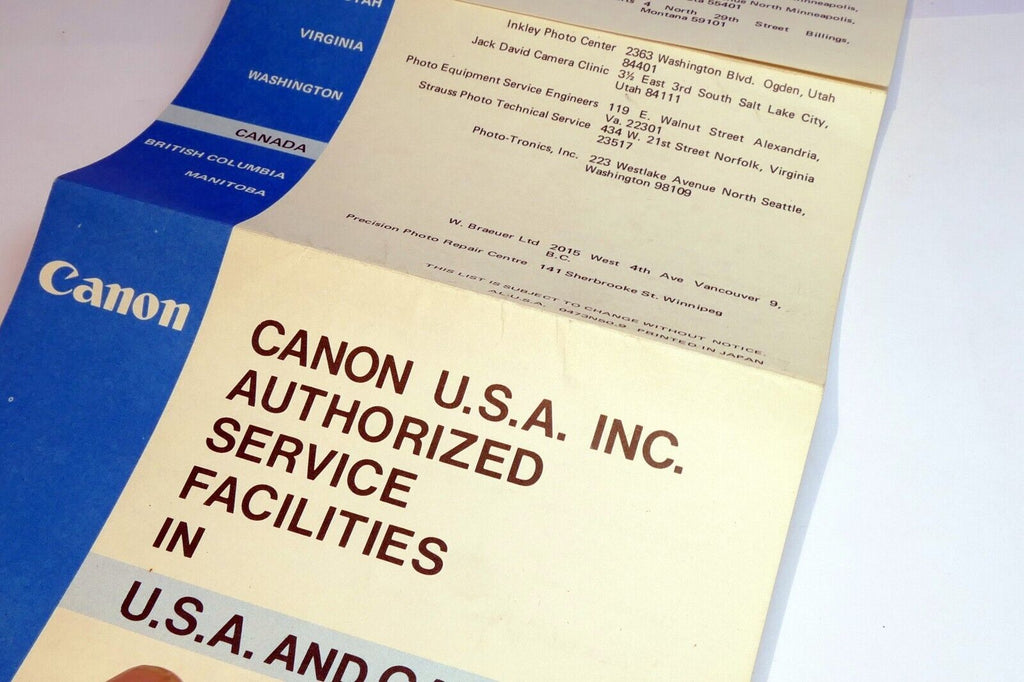 Minneapolis,
55401
North Minneapolis,
4 North 29th Street Billings,
Montana 59101
UTAH
Inkley Photo Center 2363 Washington Blvd. Ogden, Utah
84401
Jack David Camera Clinic 3½ East 3rd South Salt Lake City,
Utah 84111
VIRGINIA
Photo Equipment Service Engineers 119 E. Walnut Street Alexandria,
Va. 22301
Strauss Photo Technical Service 434 W. 21st Street Norfolk, Virginia
23517
WASHINGTON
Photo-Tronics, Inc. 223 Westlake Avenue North Seattle,
Washington 98109
CANADA
BRITISH COLUMBIA
W. Braeuer Ltd 2015 West 4th Ave Vancouver 9,
B.C.
MANITOBA
Precision Photo Repair Centre 141 Sherbrooke St. Winnipeg
THIS LIST IS SUBJECT TO CHANGE WITHOUT NOTICE.
PRINTED IN JAPAN
Canon
CANON U.S.A. INC.
AUTHORIZED
SERVICE
FACILITIES
IN
U.S.A. AND